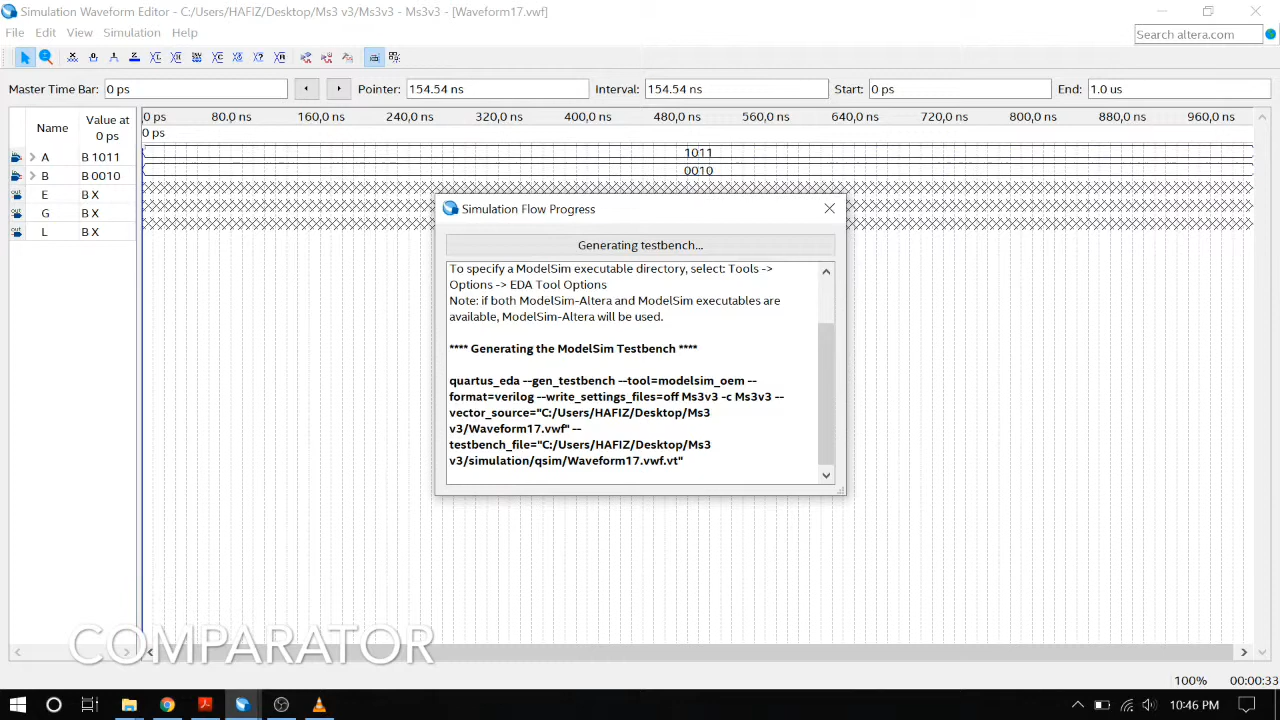 Simulation Waveform Editor - C:/Users/HAFIZ/Desktop/Ms3 v3/Ms3v3 - Ms3v3 - [Waveform17.vwf]
File Edit View Simulation Help
Search altera.com
Master Time Bar: 0 ps Pointer: 154.54 ns Interval: 154.54 ns Start: 0 ps End: 1.0 us
Name Value at 0 ps
0 ps 80.0 ns 160,0 ns 240,0 ns 320,0 ns 400,0 ns 480,0 ns 560,0 ns 640,0 ns 720,0 ns 800,0 ns 880,0 ns 960,0 ns
0 ps
A B 1011 1011
B B 0010 0010
E B X
G B X
L B X
Simulation Flow Progress
Generating testbench...
To specify a ModelSim executable directory, select: Tools ->
Options -> EDA Tool Options
Note: if both ModelSim-Altera and ModelSim executables are
available, ModelSim-Altera will be used.
**** Generating the ModelSim Testbench ****
quartus_eda --gen_testbench --tool=modelsim_oem --
format=verilog --write_settings_files=off Ms3v3 -c Ms3v3 --
vector_source="C:/Users/HAFIZ/Desktop/Ms3
v3/Waveform17.vwf" --
testbench_file="C:/Users/HAFIZ/Desktop/Ms3
v3/simulation/qsim/Waveform17.vwf.vt"
COMPARATOR
100% 00:00:33
10:46 PM